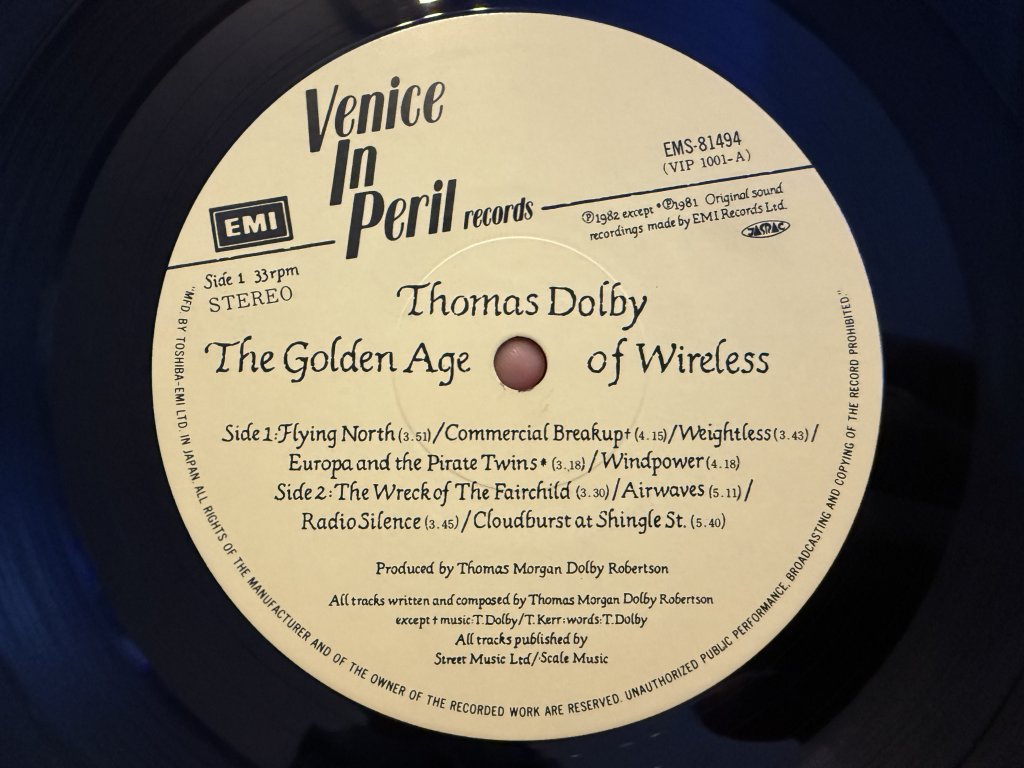 Venice
In
Peril records
EMI
EMS-81494
(VIP 1001-A)
℗1982 except *℗1981 Original sound
recordings made by EMI Records Ltd.
JASRAC
Side 1 33rpm
STEREO
Thomas Dolby
The Golden Age of Wireless
Side 1:Flying North (3.51)/Commercial Breakup† (4.15)/Weightless (3.43)/
Europa and the Pirate Twins* (3.18)/Windpower (4.18)
Side 2:The Wreck of The Fairchild (3.30)/Airwaves (5.11)/
Radio Silence (3.45)/Cloudburst at Shingle St. (5.40)
Produced by Thomas Morgan Dolby Robertson
All tracks written and composed by Thomas Morgan Dolby Robertson
except † music:T.Dolby/T.Kerr:words:T.Dolby
All tracks published by
Street Music Ltd/Scale Music
"MFD. BY TOSHIBA-EMI LTD. IN JAPAN. ALL RIGHTS OF THE MANUFACTURER AND OF THE OWNER OF THE RECORDED WORK ARE RESERVED. UNAUTHORIZED PUBLIC PERFORMANCE, BROADCASTING AND COPYING OF THE RECORD PROHIBITED."